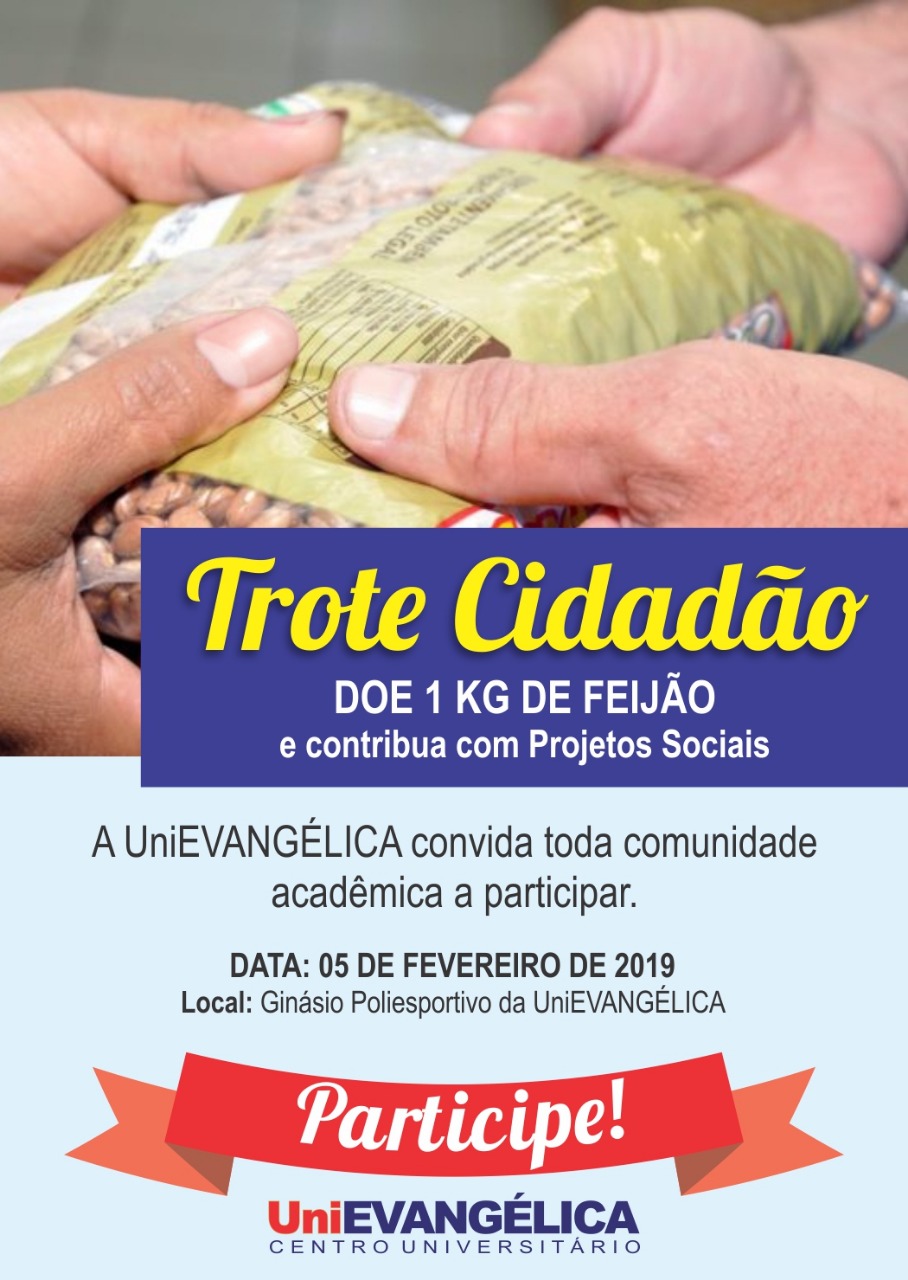 Trote Cidadão
DOE 1 KG DE FEIJÃO
e contribua com Projetos Sociais
A UniEVANGÉLICA convida toda comunidade
acadêmica a participar.
DATA: 05 DE FEVEREIRO DE 2019
Local: Ginásio Poliesportivo da UniEVANGÉLICA
Participe!
UniEVANGÉLICA
CENTRO UNIVERSITÁRIO